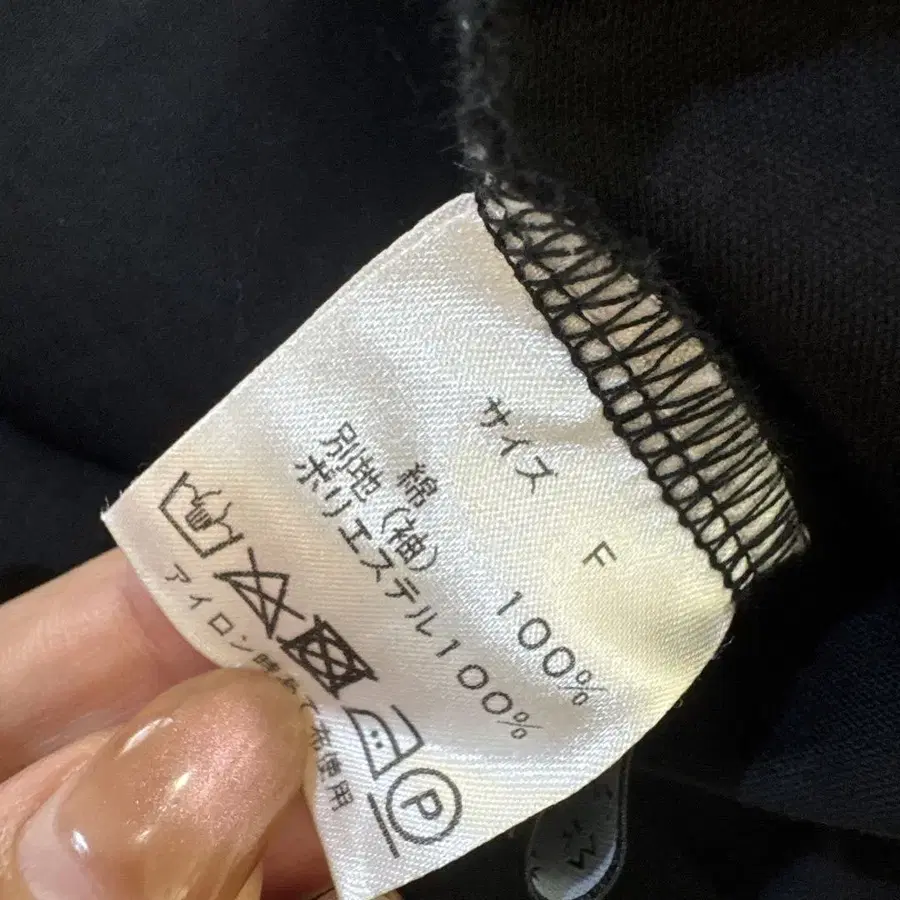 サイズ F
綿 100%
別地(袖)
ポリエステル100%
P
アイロン時あて布使用